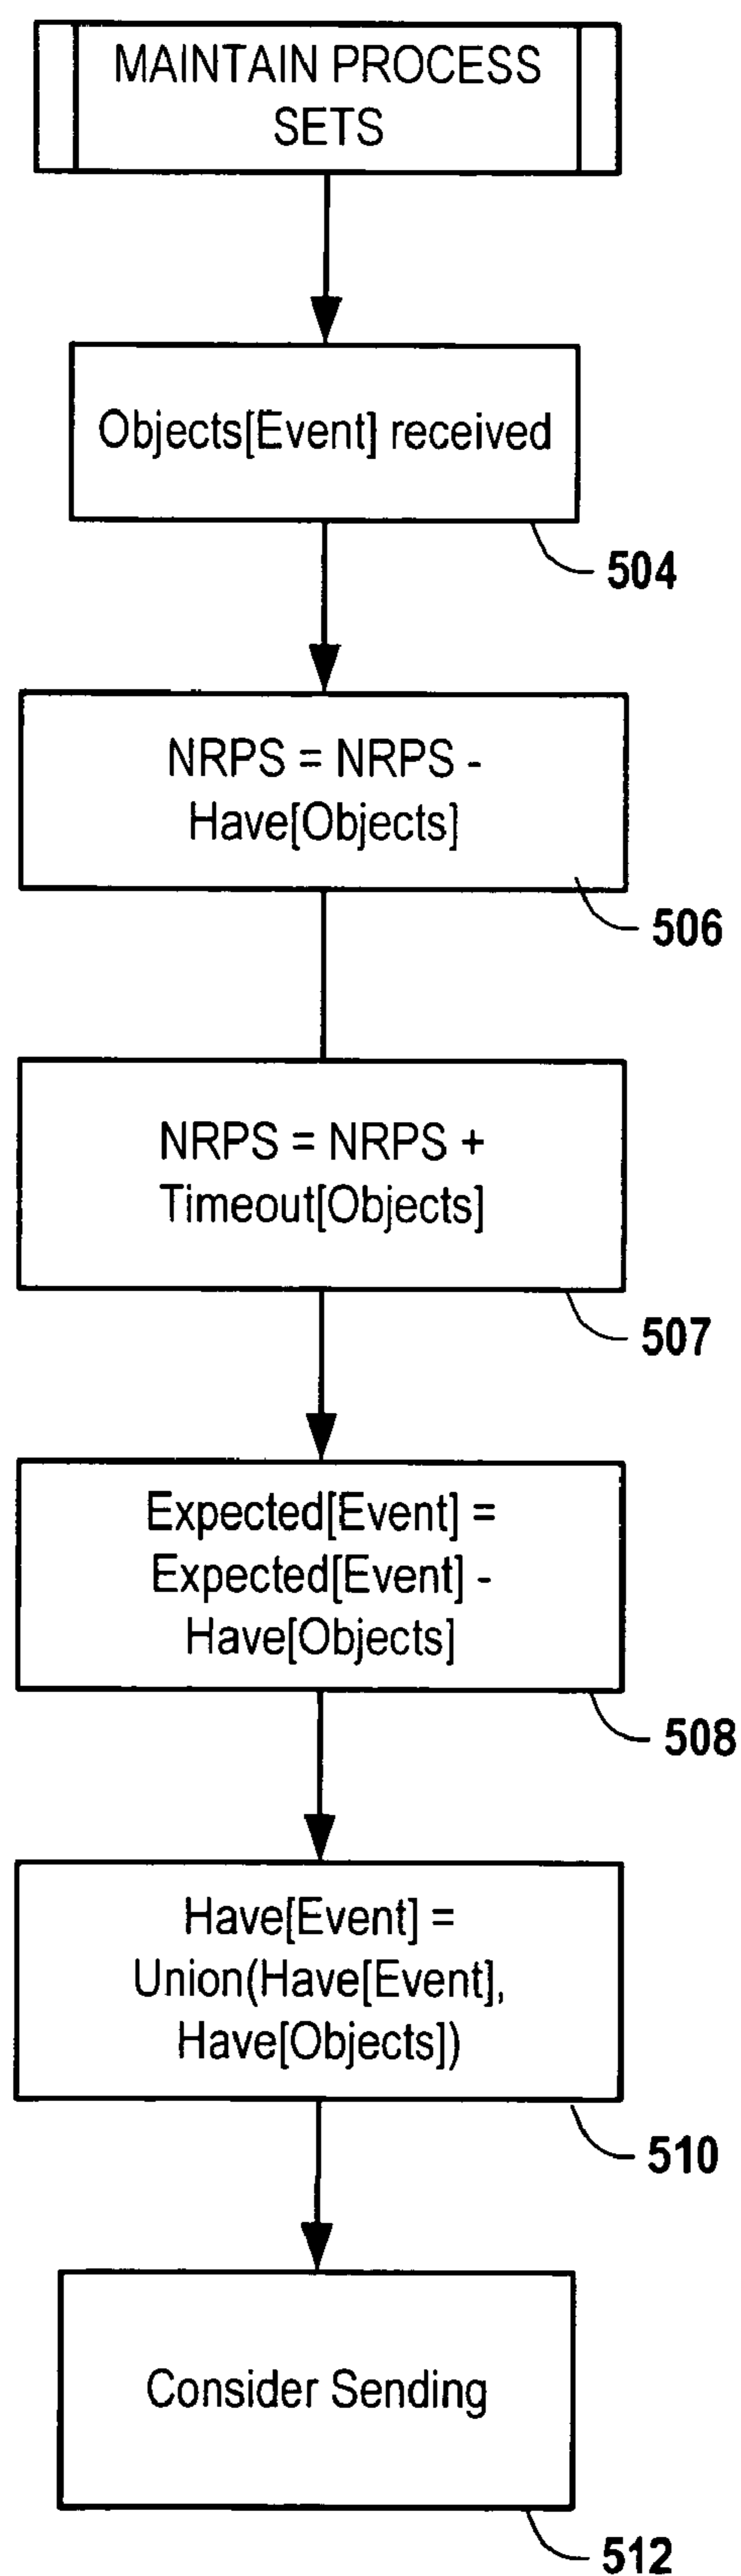 MAINTAIN PROCESS
SETS
Objects[Event] received
504
NRPS = NRPS -
Have[Objects]
506
NRPS = NRPS +
Timeout[Objects]
507
Expected[Event] =
Expected[Event] -
Have[Objects]
508
Have[Event] =
Union(Have[Event],
Have[Objects])
510
Consider Sending
512